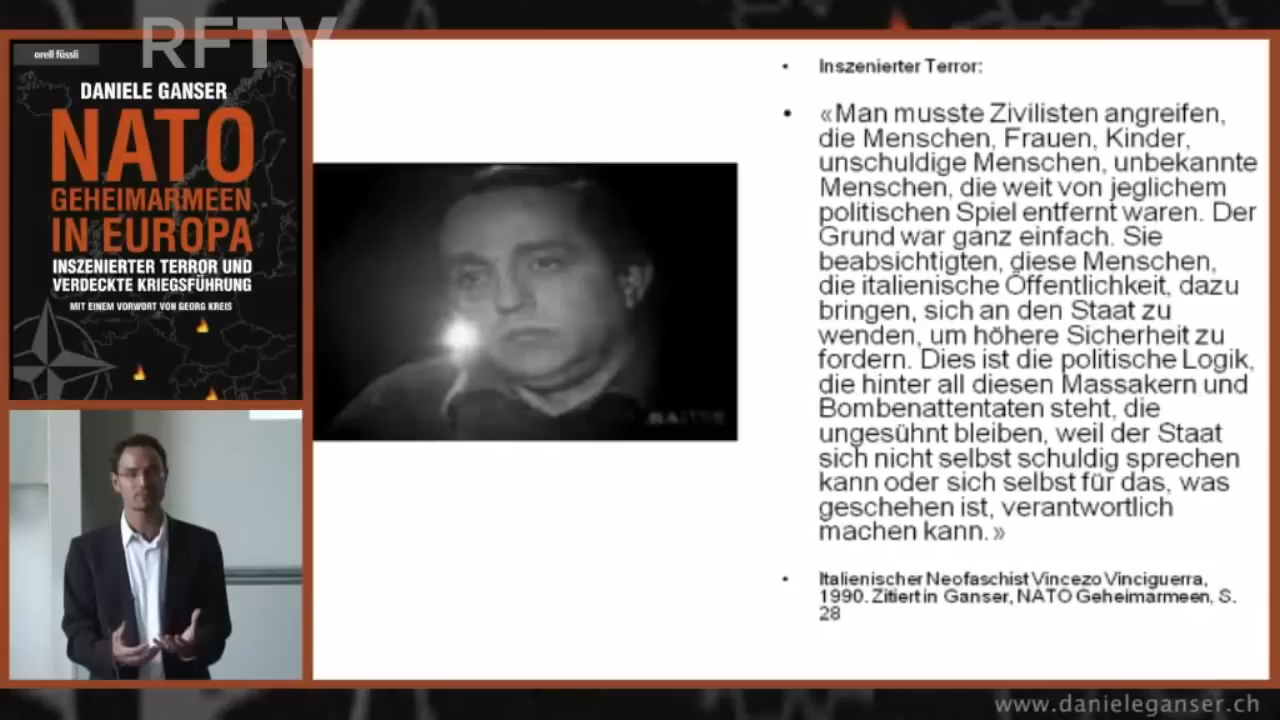 RFTV
orell füssli
DANIELE GANSER
NATO
GEHEIMARMEEN
IN EUROPA
INSZENIERTER TERROR UND
VERDECKTE KRIEGSFÜHRUNG
MIT EINEM VORWORT VON GEORG KREIS
• Inszenierter Terror:
• «Man musste Zivilisten angreifen,
die Menschen, Frauen, Kinder,
unschuldige Menschen, unbekannte
Menschen, die weit von jeglichem
politischen Spiel entfernt waren. Der
Grund war ganz einfach. Sie
beabsichtigten, diese Menschen,
die italienische Öffentlichkeit, dazu
bringen, sich an den Staat zu
wenden, um höhere Sicherheit zu
fordern. Dies ist die politische Logik,
die hinter all diesen Massakern und
Bombenattentaten steht, die
ungesühnt bleiben, weil der Staat
sich nicht selbst schuldig sprechen
kann oder sich selbst für das, was
geschehen ist, verantwortlich
machen kann.»
• Italienischer Neofaschist Vincezo Vinciguerra,
1990. Zitiert in Ganser, NATO Geheimarmeen, S.
28
www.danieleganser.ch